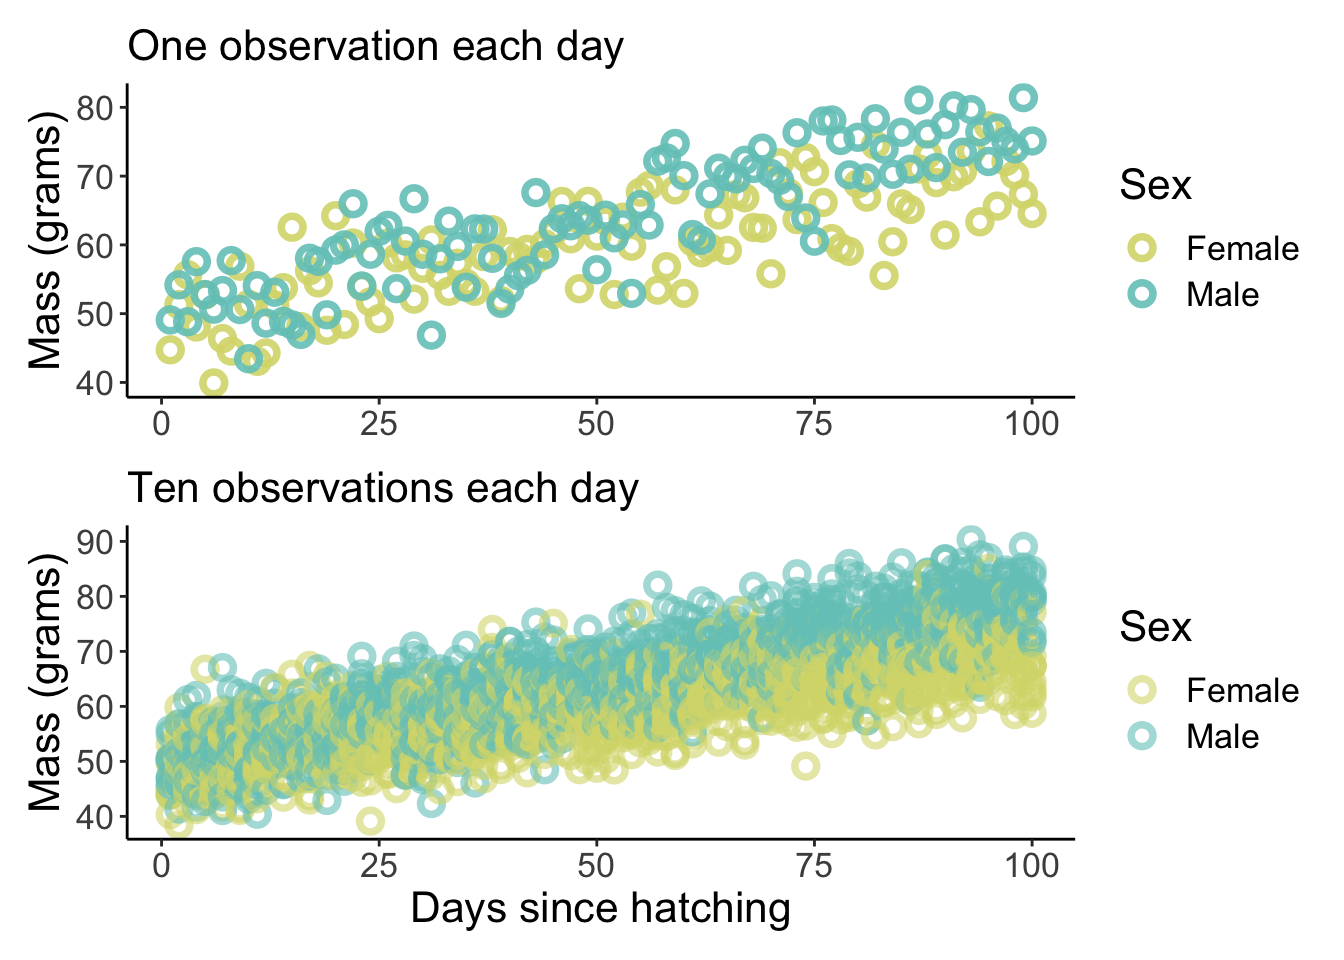 One observation each day
Mass (grams)
80
70
60
50
40
0 25 50 75 100
Sex
Female
Male
Ten observations each day
Mass (grams)
90
80
70
60
50
40
0 25 50 75 100
Days since hatching
Sex
Female
Male